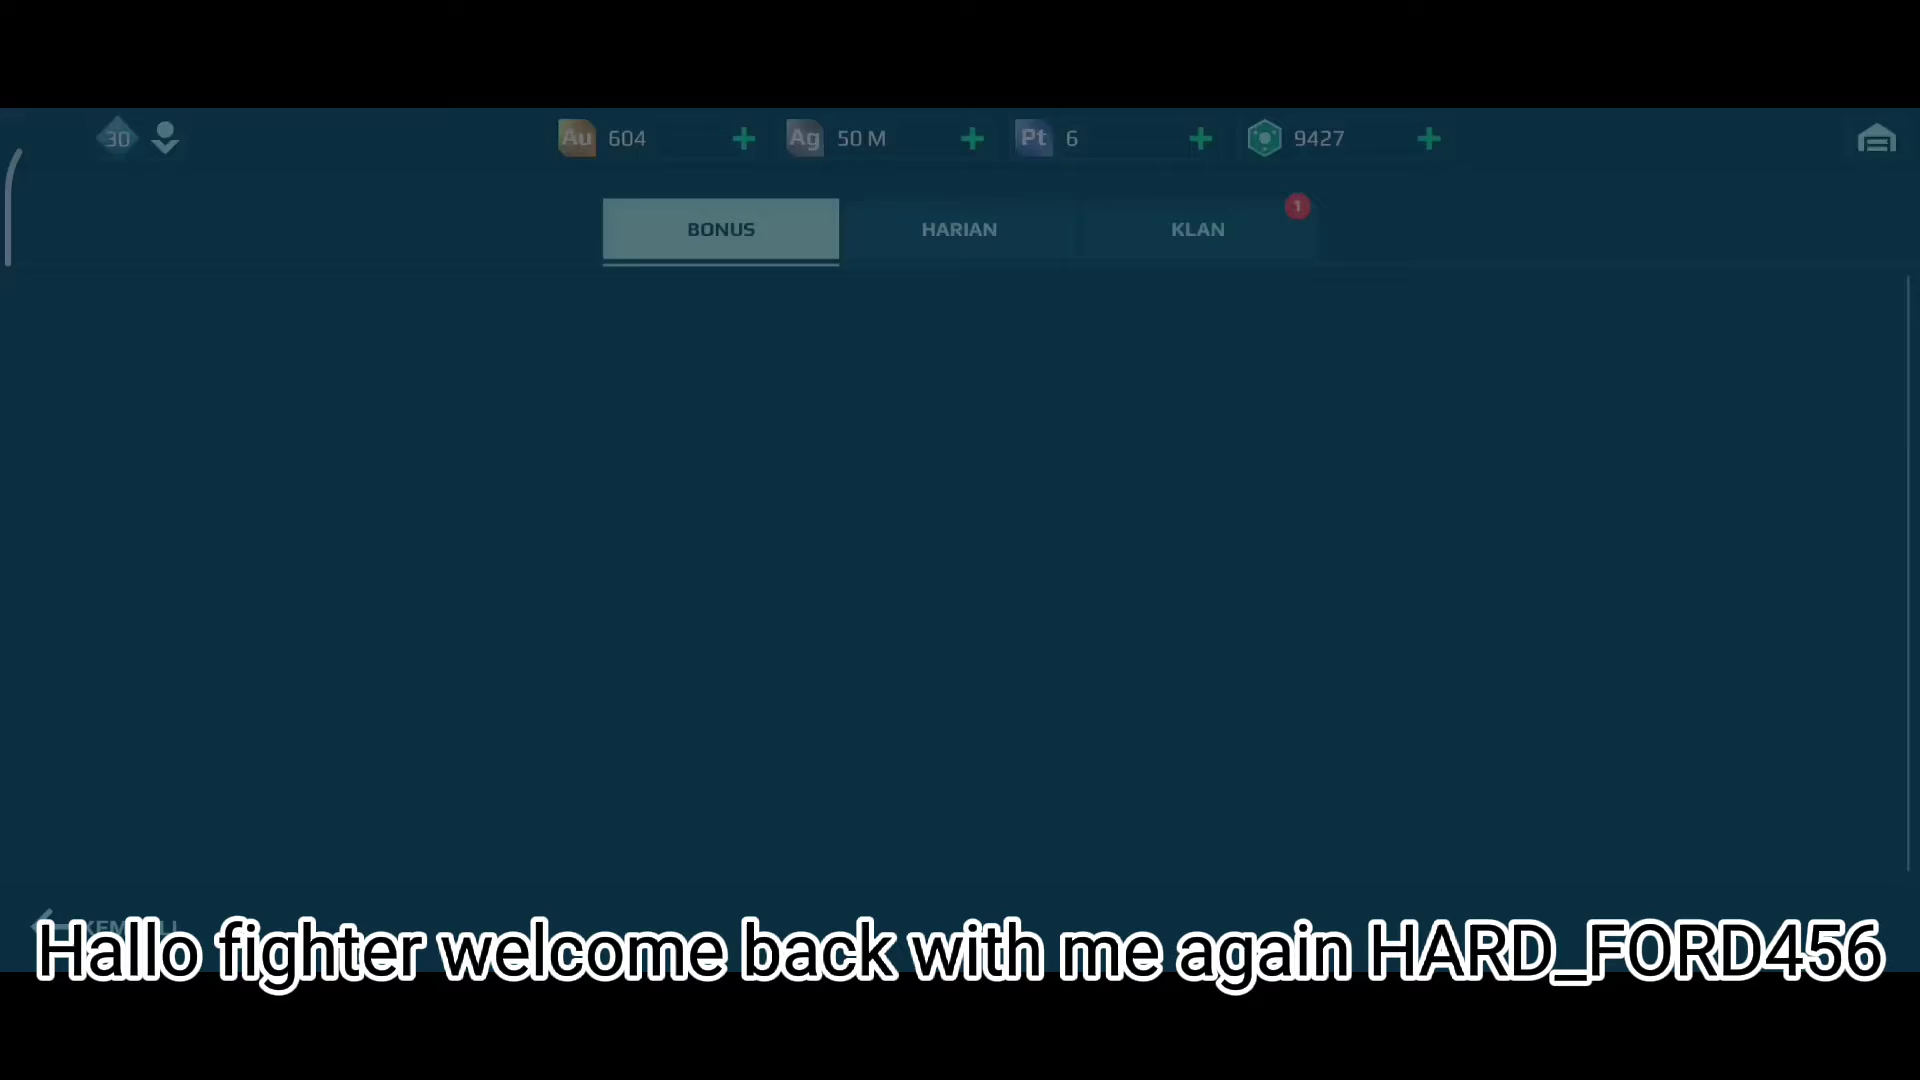 30 Au 604 Ag 50 M Pt 6 9427
1
BONUS HARIAN KLAN
Hallo fighter welcome back with me again HARD_FORD456